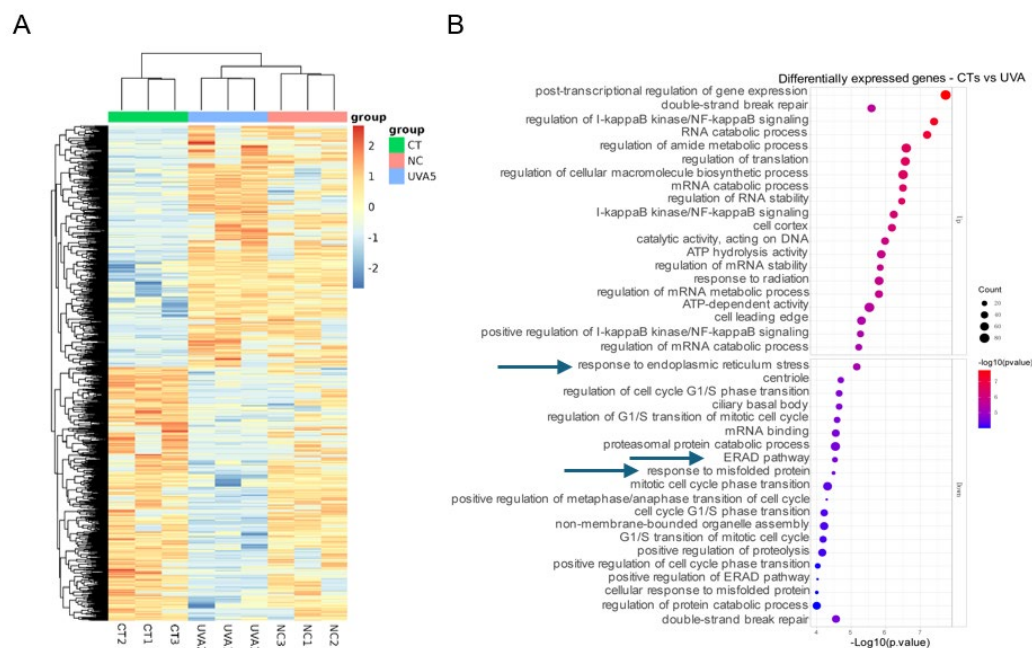 A
B
group
group
CT
NC
UVA5
2
1
0
-1
-2
CT2
CT1
CT3
NC3
NC1
NC2
Differentially expressed genes - CTs vs UVA
post-transcriptional regulation of gene expression
double-strand break repair
regulation of I-kappaB kinase/NF-kappaB signaling
RNA catabolic process
regulation of amide metabolic process
regulation of translation
regulation of cellular macromolecule biosynthetic process
mRNA catabolic process
regulation of RNA stability
I-kappaB kinase/NF-kappaB signaling
cell cortex
catalytic activity, acting on DNA
ATP hydrolysis activity
regulation of mRNA stability
response to radiation
regulation of mRNA metabolic process
ATP-dependent activity
cell leading edge
positive regulation of I-kappaB kinase/NF-kappaB signaling
regulation of mRNA catabolic process
response to endoplasmic reticulum stress
centriole
regulation of cell cycle G1/S phase transition
ciliary basal body
regulation of G1/S transition of mitotic cell cycle
mRNA binding
proteasomal protein catabolic process
ERAD pathway
response to misfolded protein
mitotic cell cycle phase transition
positive regulation of metaphase/anaphase transition of cell cycle
cell cycle G1/S phase transition
non-membrane-bounded organelle assembly
G1/S transition of mitotic cell cycle
positive regulation of proteolysis
positive regulation of cell cycle phase transition
positive regulation of ERAD pathway
cellular response to misfolded protein
regulation of protein catabolic process
double-strand break repair
4 5 6 7
-Log10(p.value)
Up
Down
Count
20
40
60
80
-log10(pvalue)
7
6
5